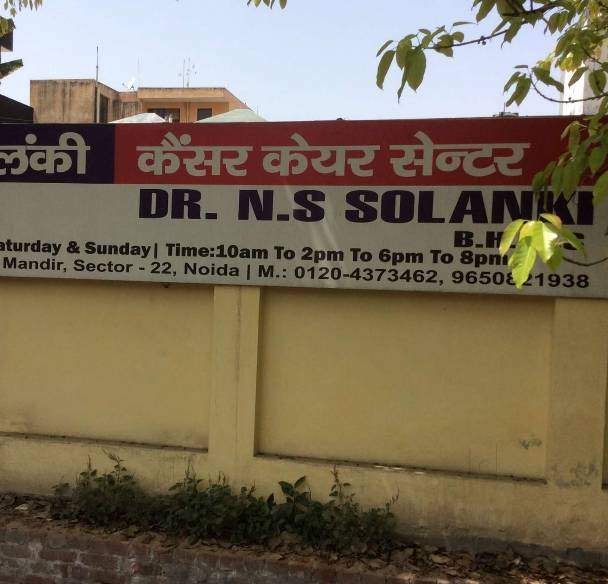 लंकी कैंसर केयर सेन्टर
DR. N.S SOLANKI
aturday & Sunday| Time:10am To 2pm To 6pm To 8pm
Mandir, Sector - 22, Noida | M.: 0120-4373462, 9650821938